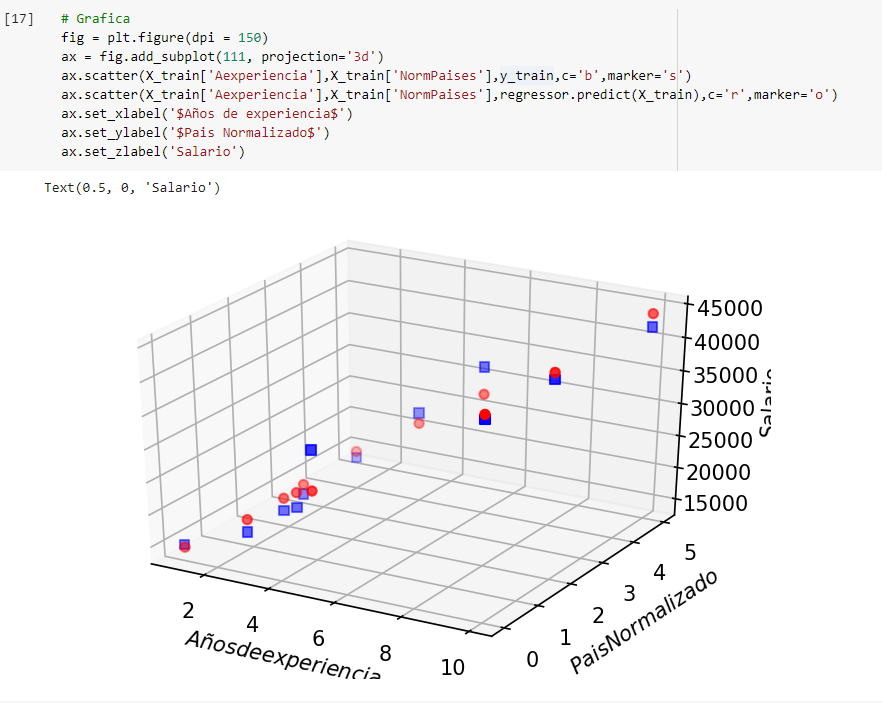 [17] # Grafica
fig = plt.figure(dpi = 150)
ax = fig.add_subplot(111, projection='3d')
ax.scatter(X_train['Aexperiencia'],X_train['NormPaises'],y_train,c='b',marker='s')
ax.scatter(X_train['Aexperiencia'],X_train['NormPaises'],regressor.predict(X_train),c='r',marker='o')
ax.set_xlabel('$Años de experiencia$')
ax.set_ylabel('$Pais Normalizado$')
ax.set_zlabel('Salario')
Text(0.5, 0, 'Salario')
45000
40000
35000
30000
25000
20000
15000
Salario
5
4
3
2
1
0
PaisNormalizado
2
4
6
8
10
Añosdeexperiencia